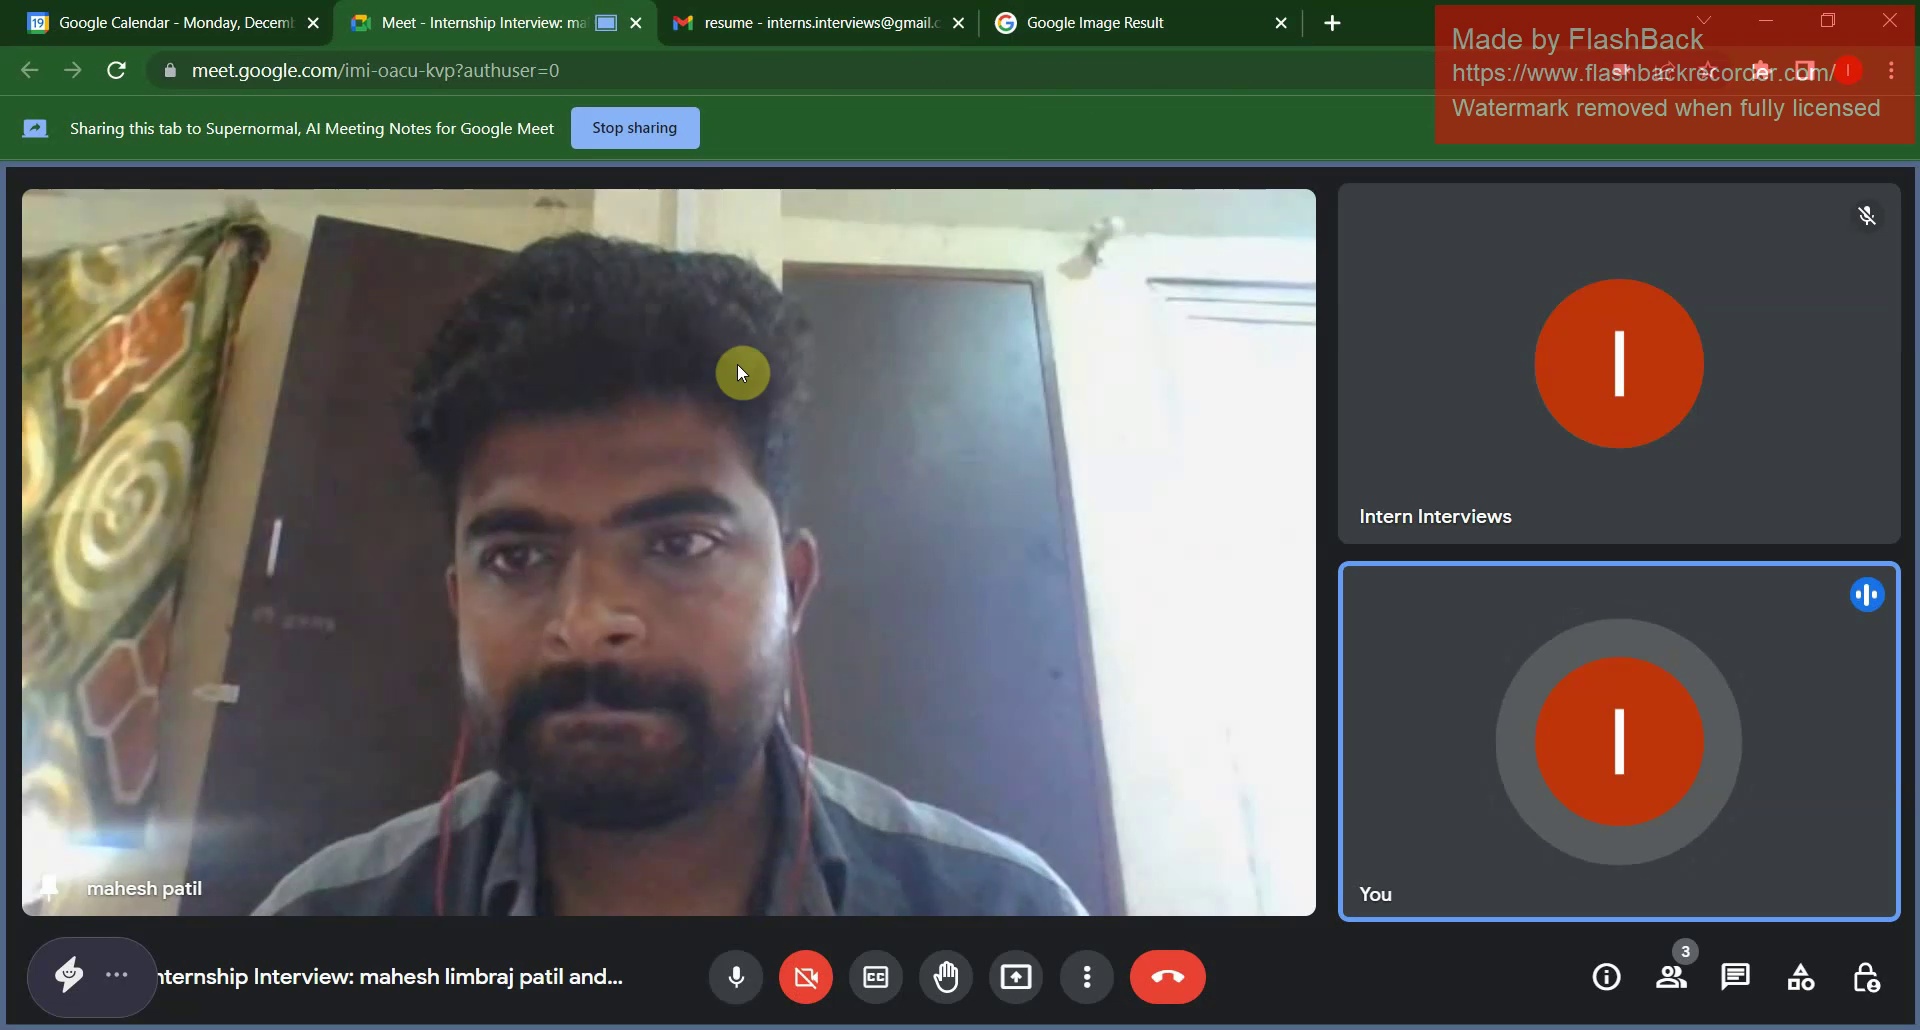 Google Calendar - Monday, Decem
Meet - Internship Interview: ma
resume - interns.interviews@gmail.c
Google Image Result
meet.google.com/imi-oacu-kvp?authuser=0
Made by FlashBack
https://www.flashbackrecorder.com/
Watermark removed when fully licensed
Sharing this tab to Supernormal, AI Meeting Notes for Google Meet
Stop sharing
I
Intern Interviews
I
You
mahesh patil
nternship Interview: mahesh limbraj patil and...
CC
3